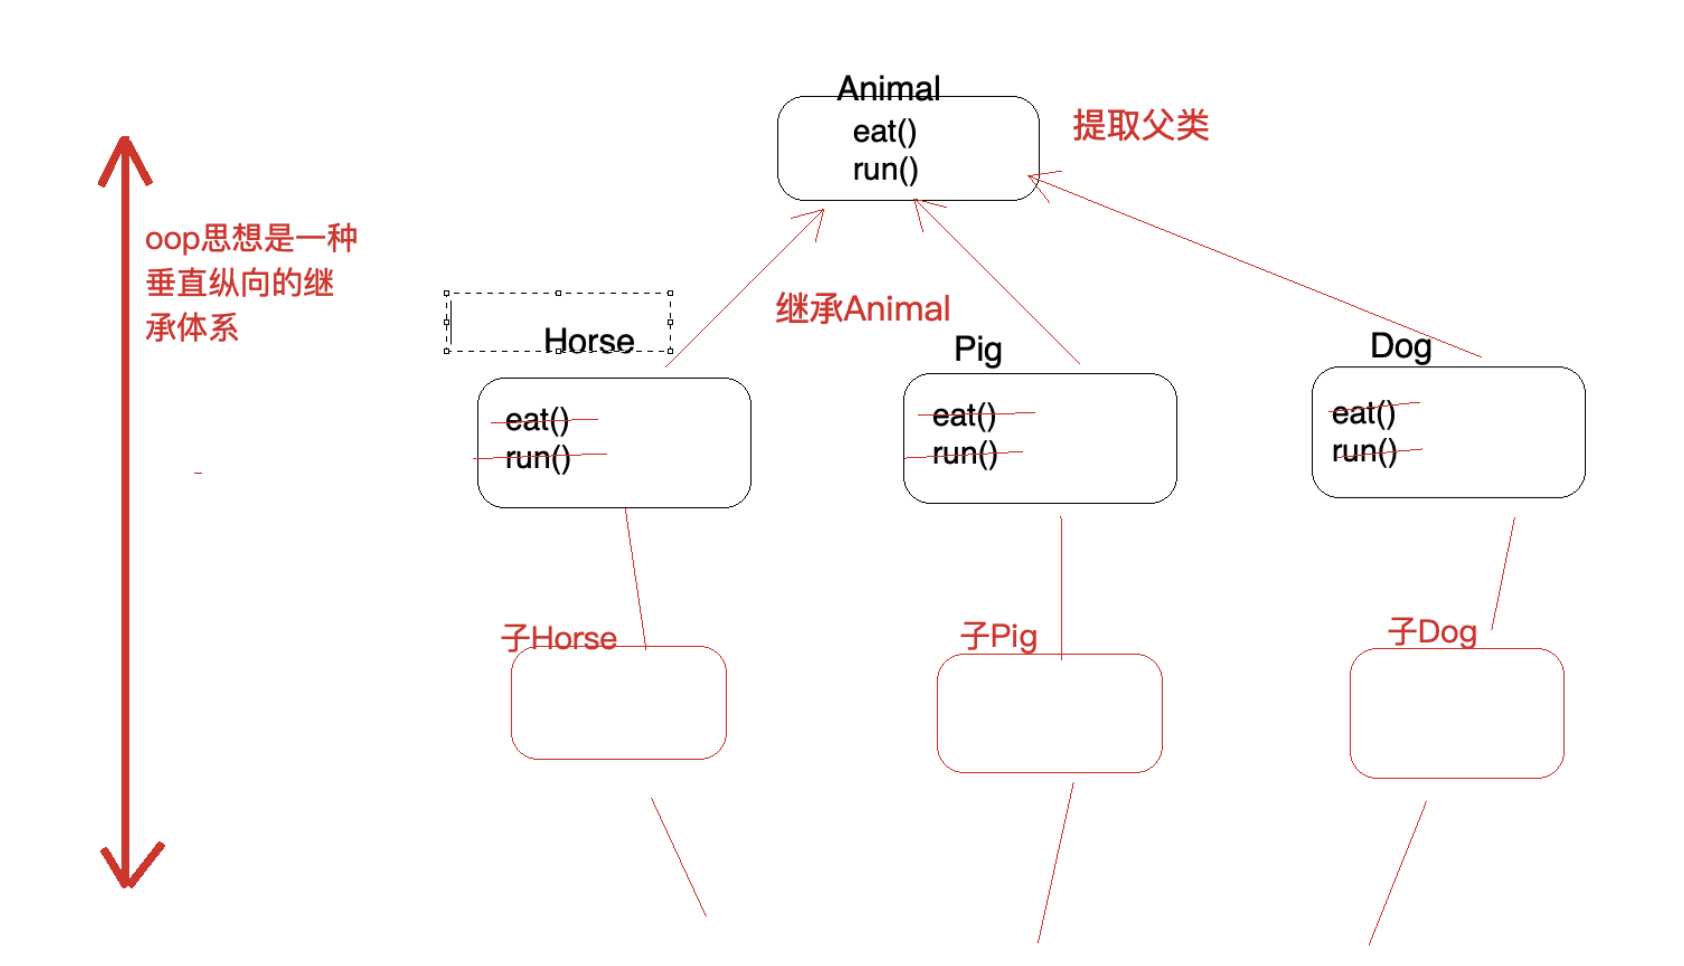 Animal
eat()
run()
提取父类
oop思想是一种
垂直纵向的继
承体系
继承Animal
Horse
eat()
run()
Pig
eat()
run()
Dog
eat()
run()
子Horse
子Pig
子Dog